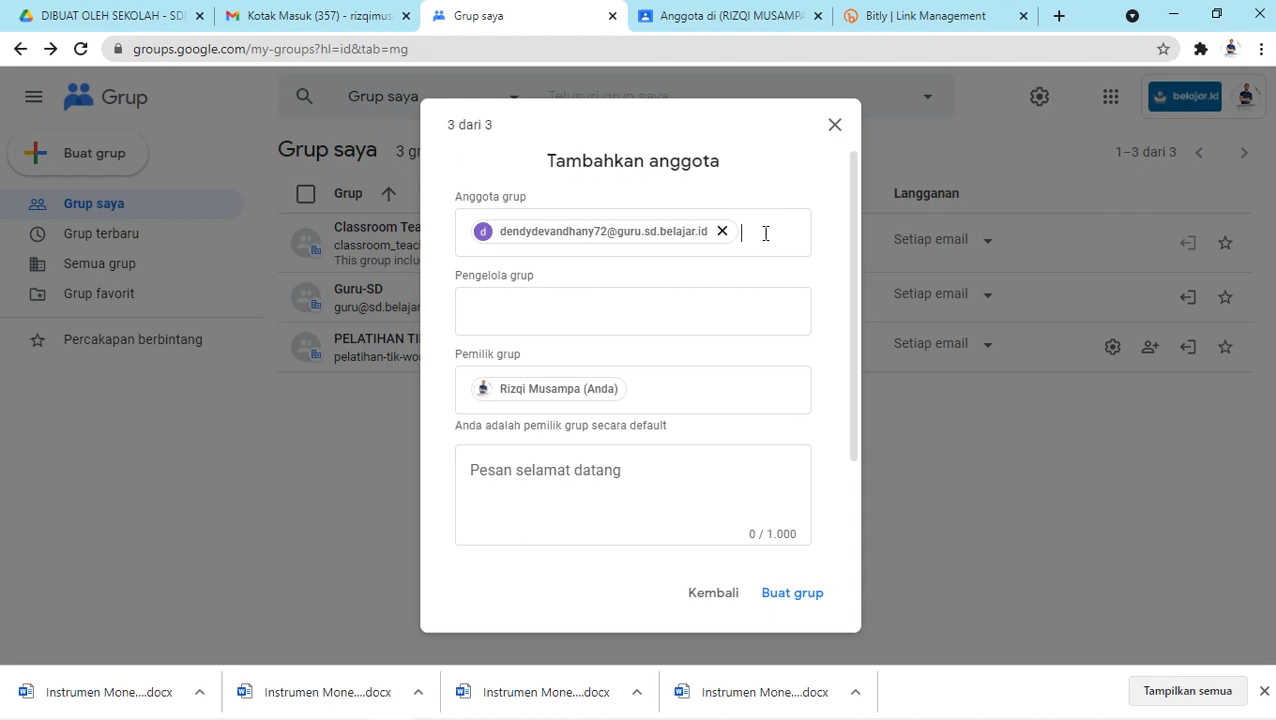 DIBUAT OLEH SEKOLAH - SDN
Kotak Masuk (357) - rizqimus
Grup saya
Anggota di (RIZQI MUSAMPA
Bitly | Link Management
groups.google.com/my-groups?hl=id&tab=mg
Grup
Grup saya
Telusuri grup saya
belajar.id
Buat grup
Grup saya
Grup terbaru
Semua grup
Grup favorit
Percakapan berbintang
Grup saya
3 gr
1–3 dari 3
Grup
Langganan
Classroom Tea
classroom_teac
This group inclu
Setiap email
Guru-SD
guru@sd.belajar
Setiap email
PELATIHAN TI
pelatihan-tik-wor
Setiap email
3 dari 3
Tambahkan anggota
Anggota grup
d
dendydevandhany72@guru.sd.belajar.id
Pengelola grup
Pemilik grup
Rizqi Musampa (Anda)
Anda adalah pemilik grup secara default
Pesan selamat datang
0 / 1.000
Kembali
Buat grup
Instrumen Mone....docx
Instrumen Mone....docx
Instrumen Mone....docx
Instrumen Mone....docx
Tampilkan semua